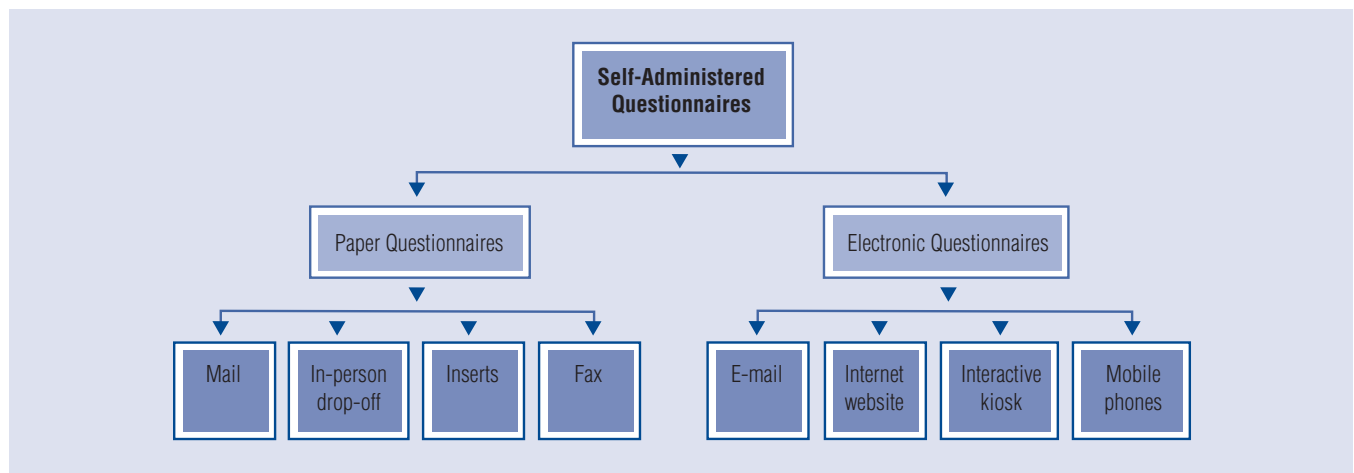 Self-Administered
Questionnaires
Paper Questionnaires
Electronic Questionnaires
Mail
In-person
drop-off
Inserts
Fax
E-mail
Internet
website
Interactive
kiosk
Mobile
phones